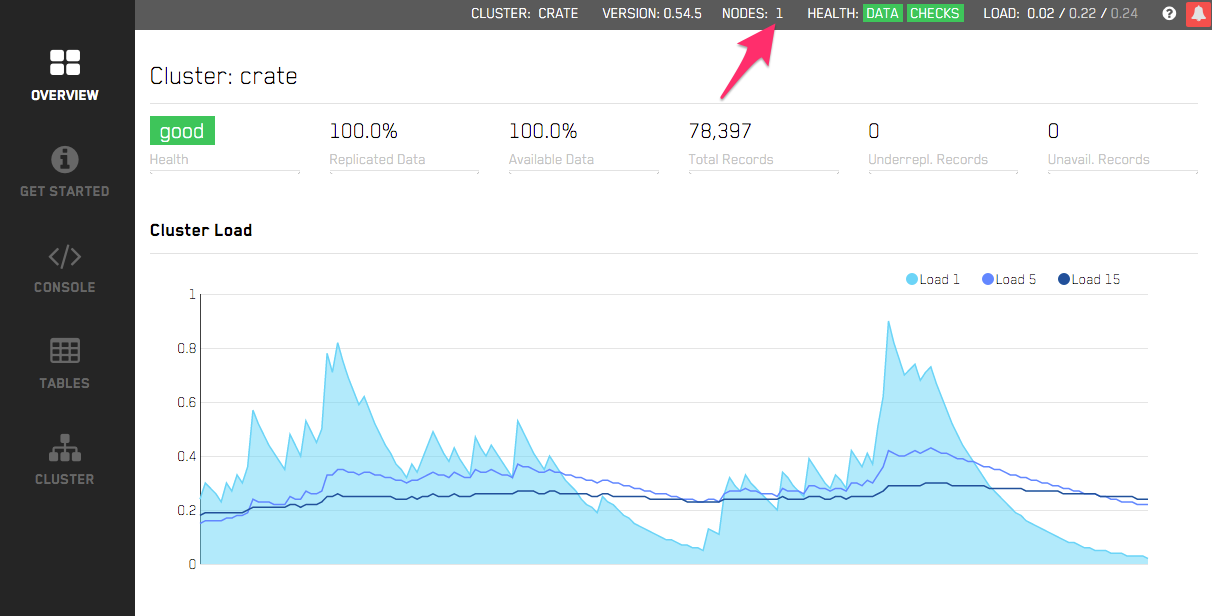 CLUSTER: CRATE VERSION: 0.54.5 NODES: 1 HEALTH: DATA CHECKS LOAD: 0.02 / 0.22 / 0.24 ?
OVERVIEW
GET STARTED
CONSOLE
TABLES
CLUSTER
Cluster: crate
good 100.0% 100.0% 78,397 0 0
Health Replicated Data Available Data Total Records Underrepl. Records Unavail. Records
Cluster Load
Load 1 Load 5 Load 15
1
0.8
0.6
0.4
0.2
0